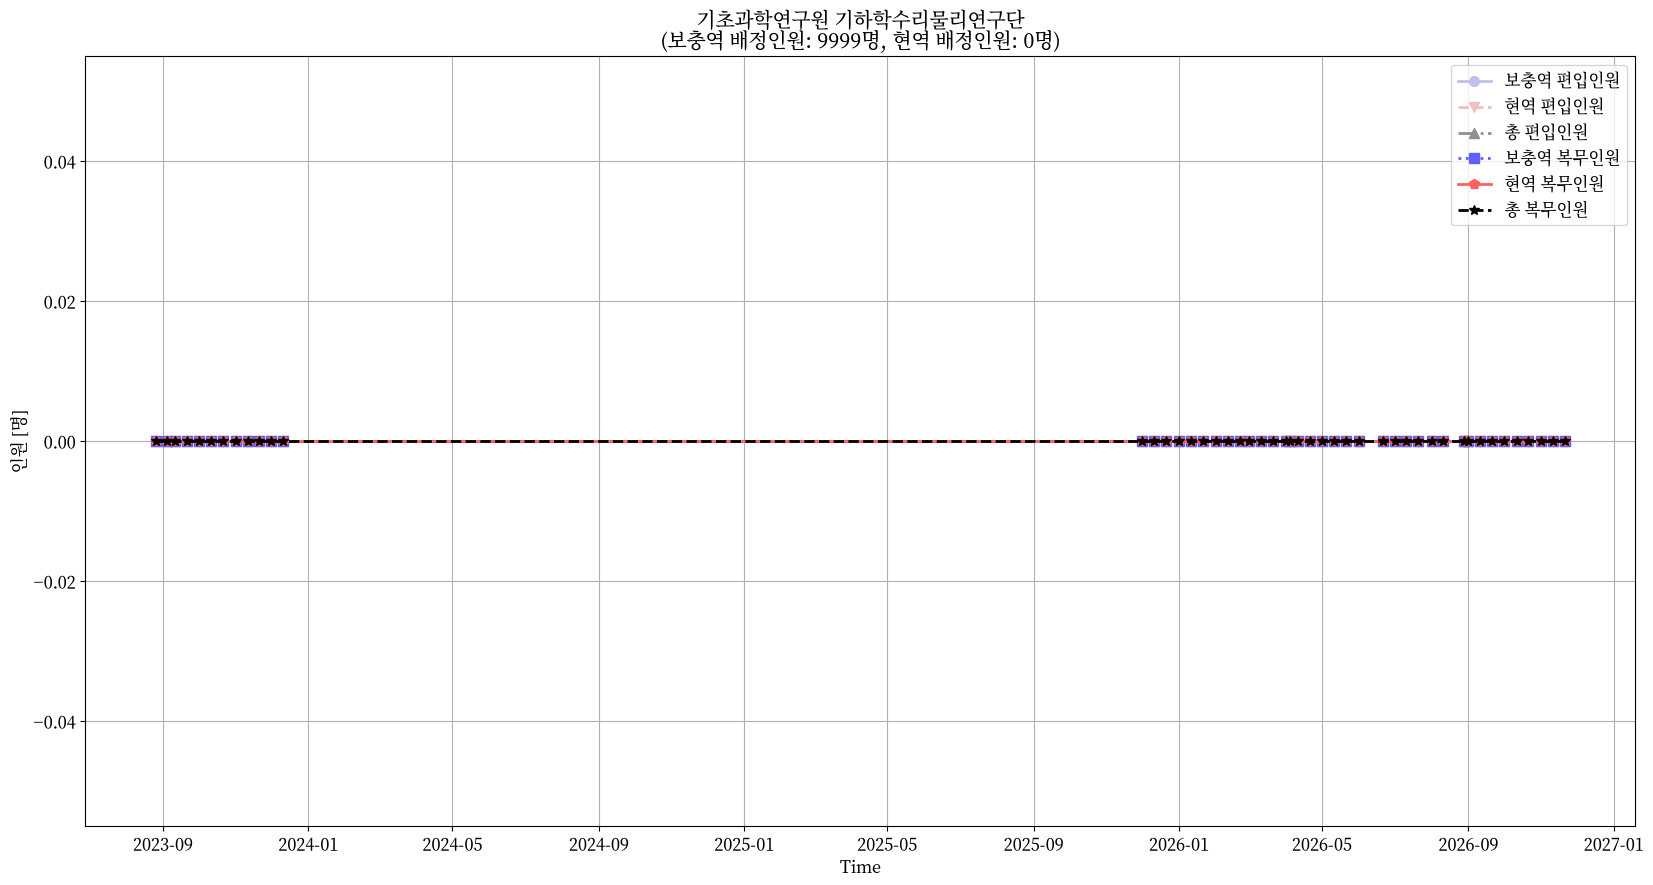 기초과학연구원 기하학수리물리연구단
(보충역 배정인원: 9999명, 현역 배정인원: 0명)
보충역 편입인원
현역 편입인원
총 편입인원
보충역 복무인원
현역 복무인원
총 복무인원
0.04
0.02
0.00
−0.02
−0.04
인원 [명]
2023-09 2024-01 2024-05 2024-09 2025-01 2025-05 2025-09 2026-01 2026-05 2026-09 2027-01
Time